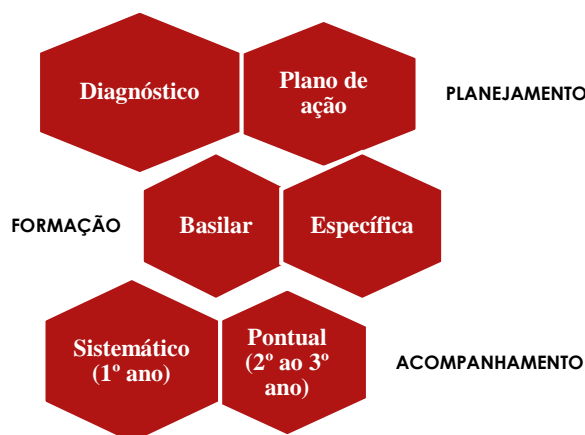 Diagnóstico
Plano de
ação
PLANEJAMENTO
FORMAÇÃO
Basilar
Específica
Sistemático
(1º ano)
Pontual
(2º ao 3º
ano)
ACOMPANHAMENTO